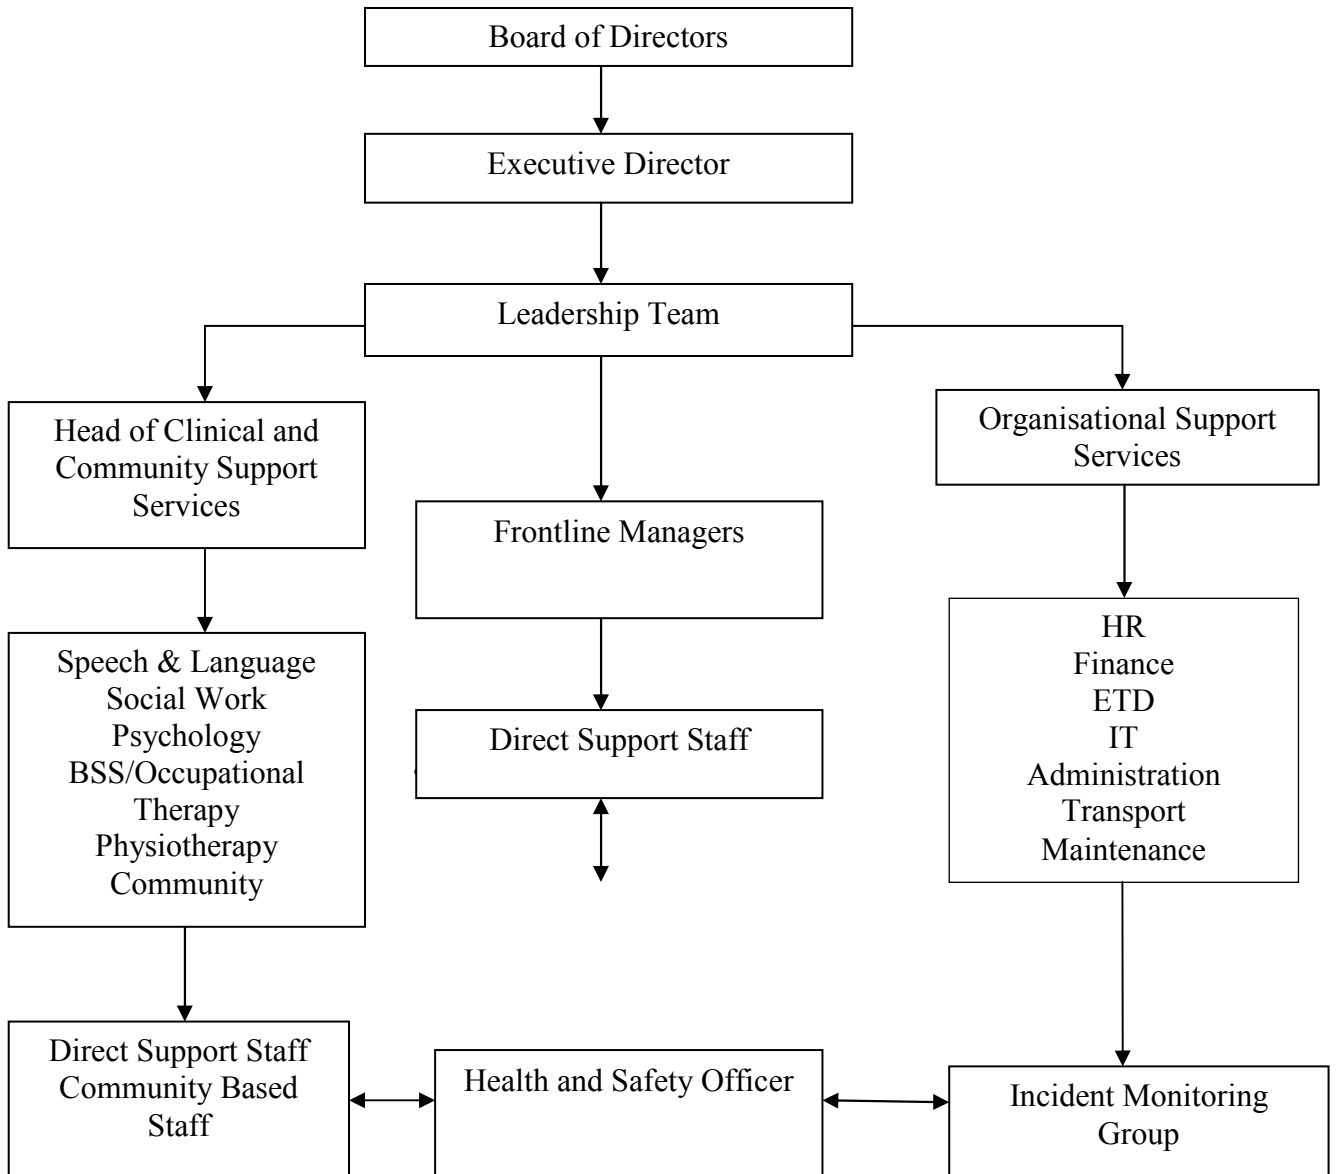 Board of Directors
Executive Director
Leadership Team
Head of Clinical and
Community Support
Services
Organisational Support
Services
Frontline Managers
Speech & Language
Social Work
Psychology
BSS/Occupational
Therapy
Physiotherapy
Community
HR
Finance
ETD
IT
Administration
Transport
Maintenance
Direct Support Staff
Direct Support Staff
Community Based
Staff
Health and Safety Officer
Incident Monitoring
Group